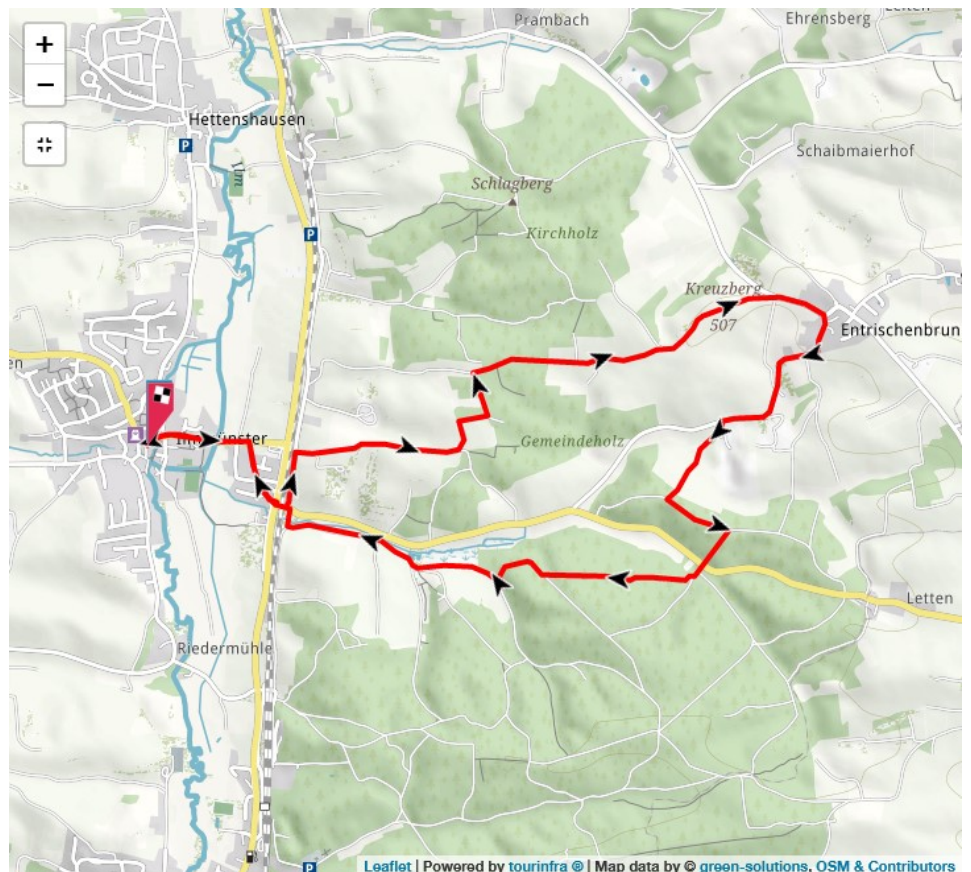 Prambach
Ehrensberg
+
−
Hettenshausen
P
Ilm
Schaibmaierhof
Schlagberg
Kirchholz
P
Kreuzberg
507
Entrischenbrun
en
Gemeindeholz
Riedermühle
Letten
P
Leaflet | Powered by tourinfra ® | Map data by © green-solutions, OSM & Contributors